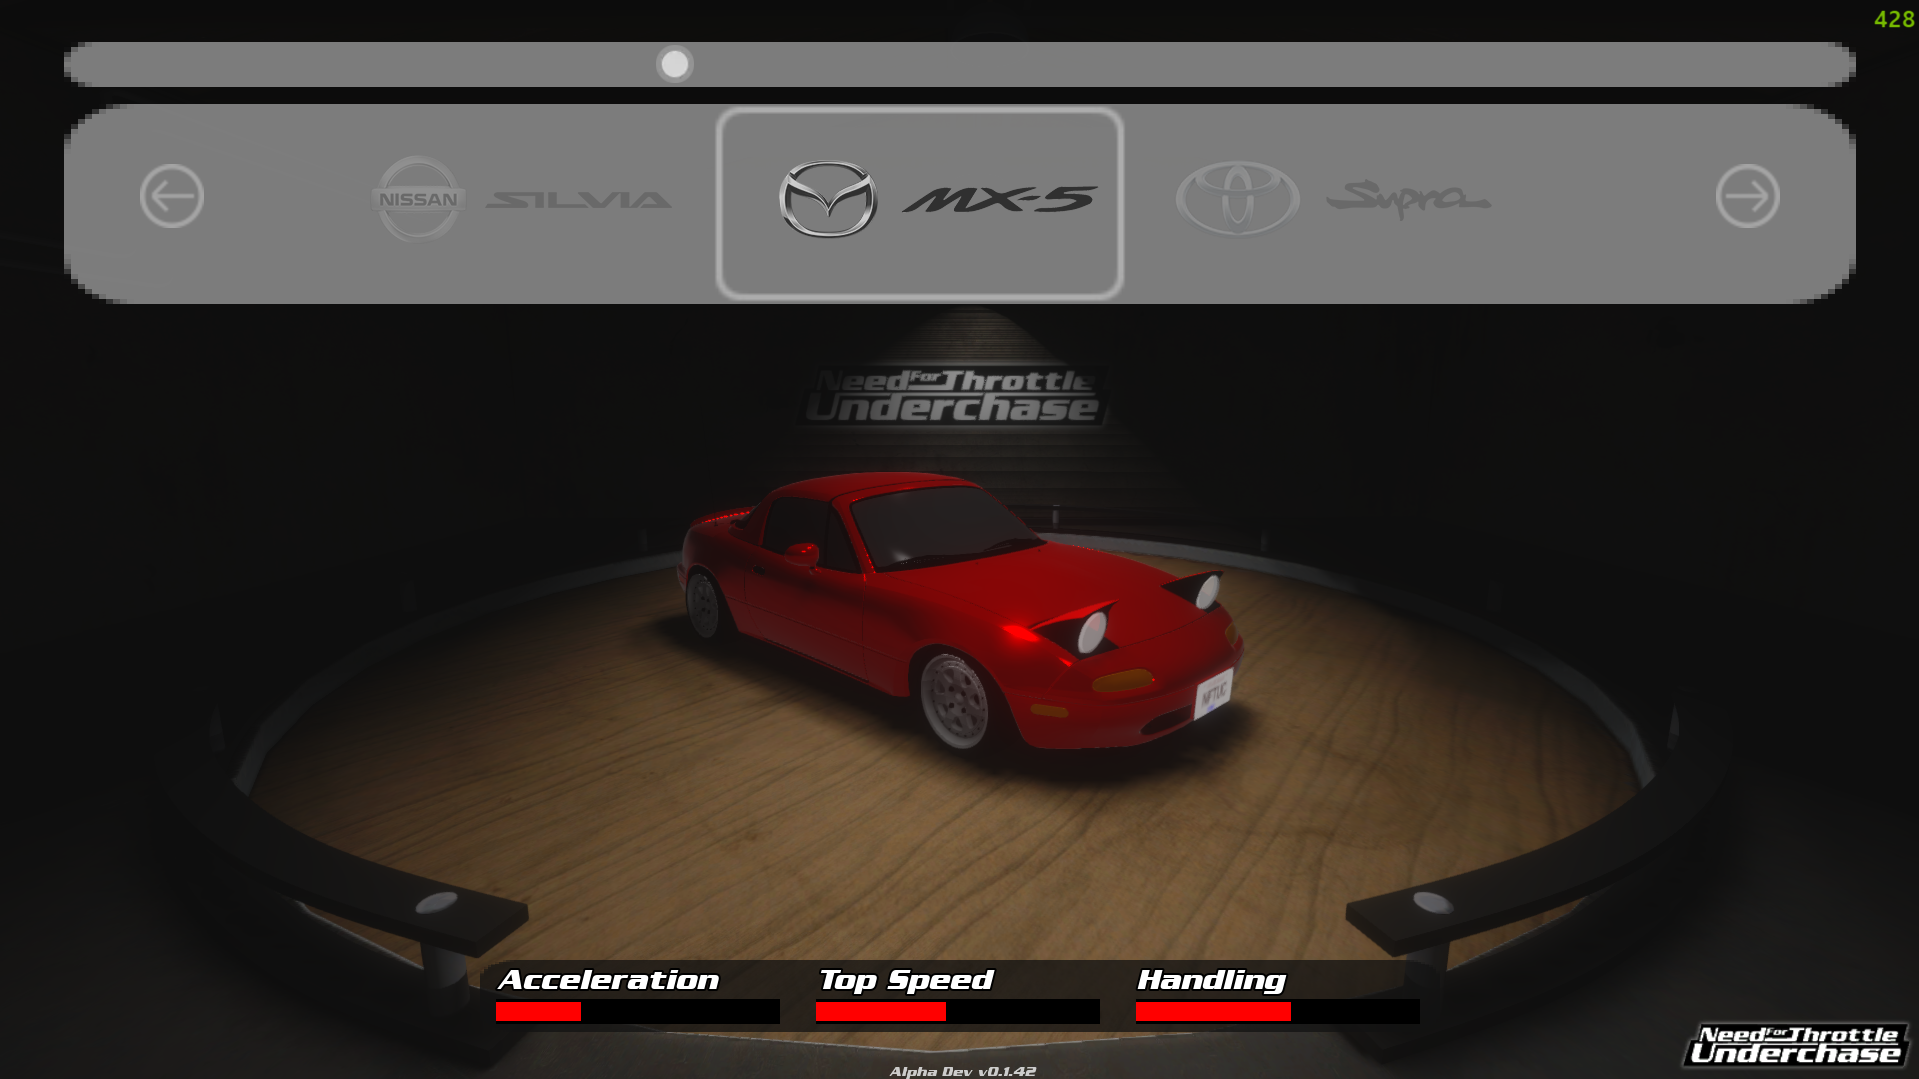 428
NISSAN SILVIA MX-5 Supra
Need For Throttle
Underchase
NFTUC
Acceleration Top Speed Handling
Need For Throttle
Underchase
Alpha Dev v0.1.42